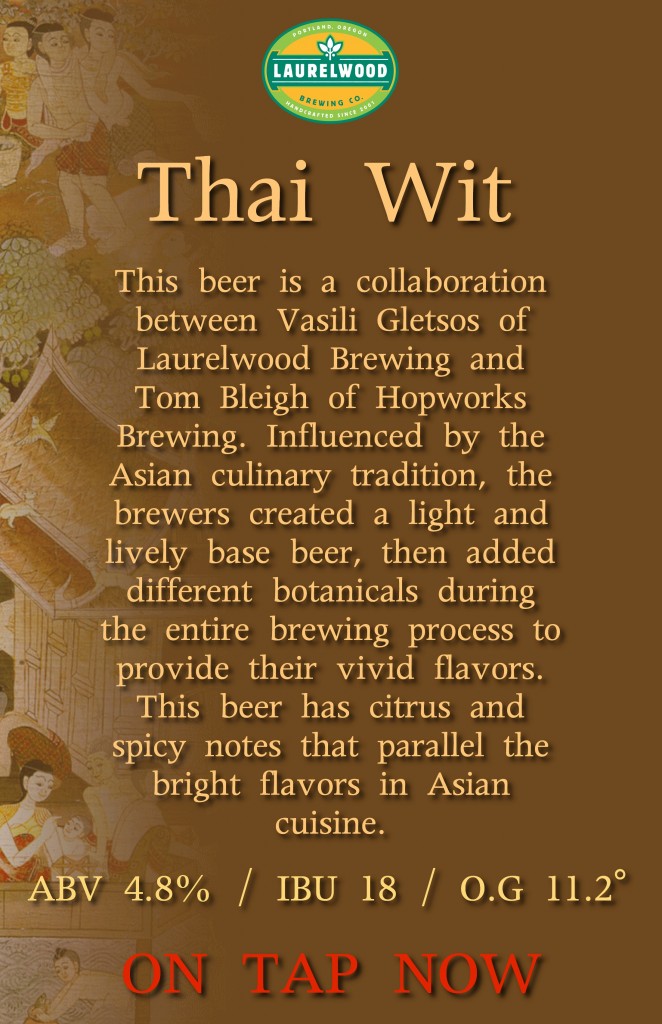 PORTLAND, OREGON
LAURELWOOD
BREWING CO.
HANDCRAFTED SINCE 2001
Thai Wit
This beer is a collaboration
between Vasili Gletsos of
Laurelwood Brewing and
Tom Bleigh of Hopworks
Brewing. Influenced by the
Asian culinary tradition, the
brewers created a light and
lively base beer, then added
different botanicals during
the entire brewing process to
provide their vivid flavors.
This beer has citrus and
spicy notes that parallel the
bright flavors in Asian
cuisine.
ABV 4.8% / IBU 18 / O.G 11.2°
ON TAP NOW